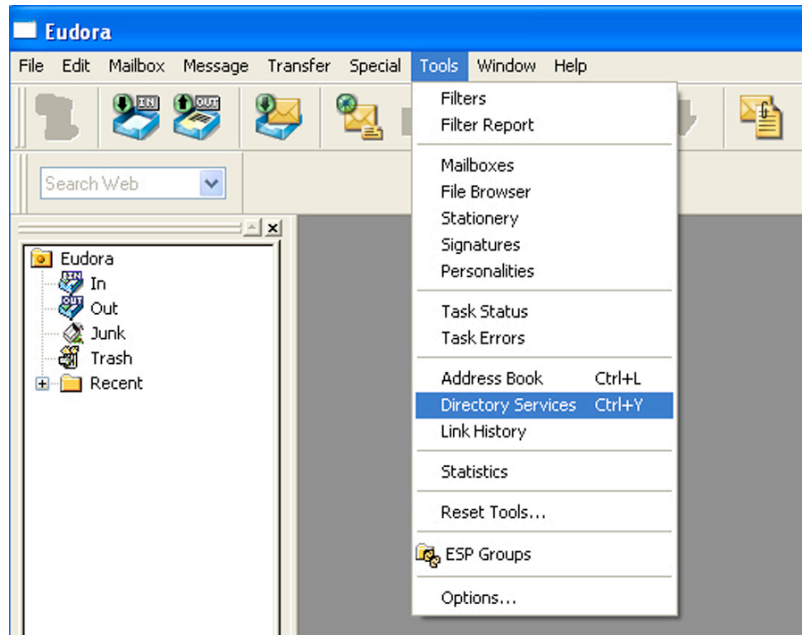 Eudora
File Edit Mailbox Message Transfer Special Tools Window Help
IN OUT
Search Web
Eudora
In
Out
Junk
Trash
Recent
Filters
Filter Report
Mailboxes
File Browser
Stationery
Signatures
Personalities
Task Status
Task Errors
Address Book Ctrl+L
Directory Services Ctrl+Y
Link History
Statistics
Reset Tools...
ESP Groups
Options...